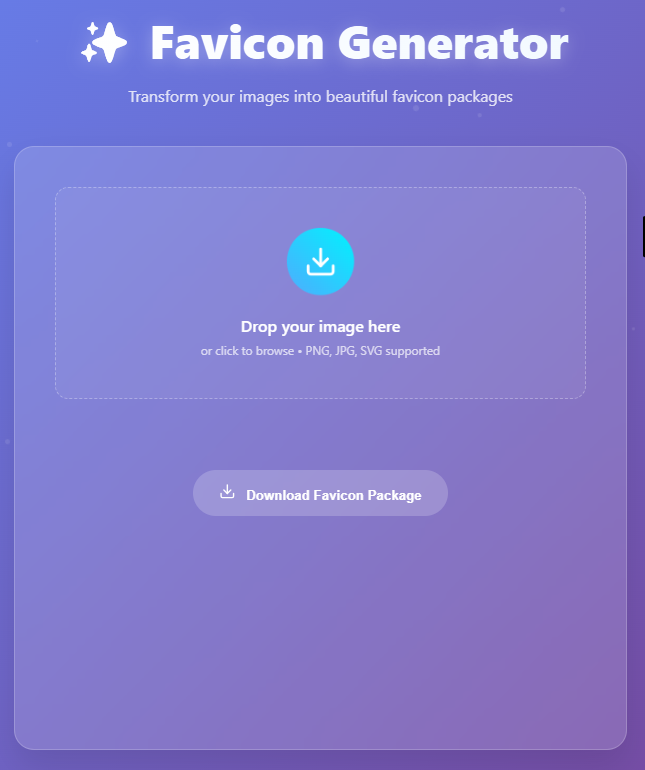 ✨ Favicon Generator
Transform your images into beautiful favicon packages
Drop your image here
or click to browse • PNG, JPG, SVG supported
Download Favicon Package